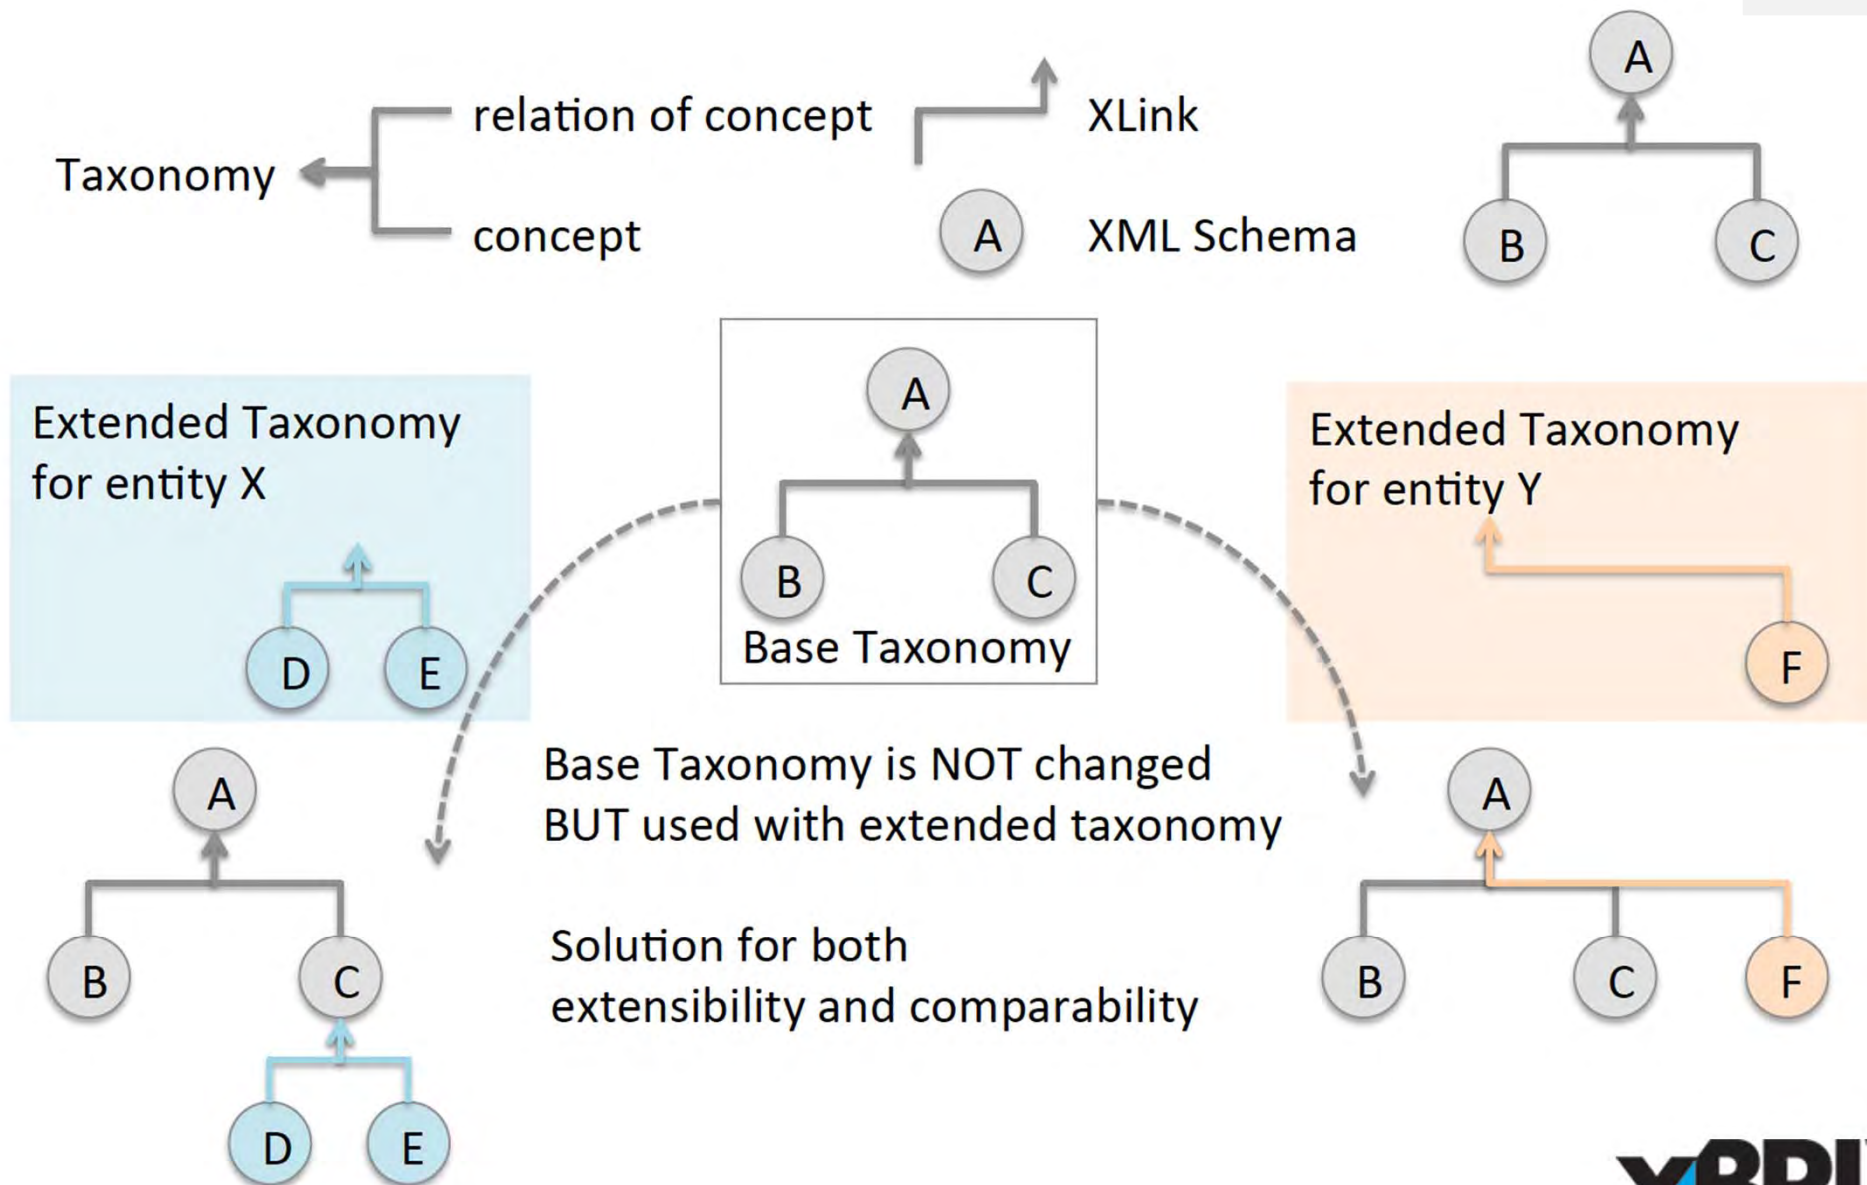 Taxonomy
relation of concept
concept
XLink
A
XML Schema
A
B
C
Extended Taxonomy
for entity X
D
E
A
B
C
Base Taxonomy
Extended Taxonomy
for entity Y
F
Base Taxonomy is NOT changed
BUT used with extended taxonomy
Solution for both
extensibility and comparability
A
B
C
D
E
A
B
C
F